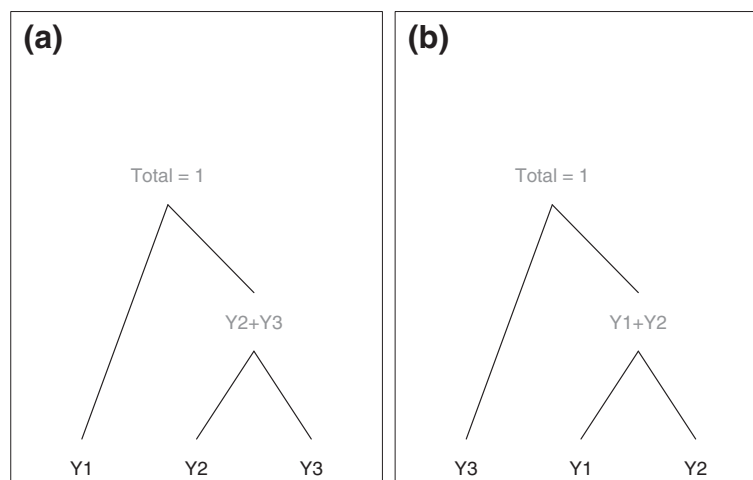 (a)
Total = 1
Y2+Y3
Y1 Y2 Y3
(b)
Total = 1
Y1+Y2
Y3 Y1 Y2